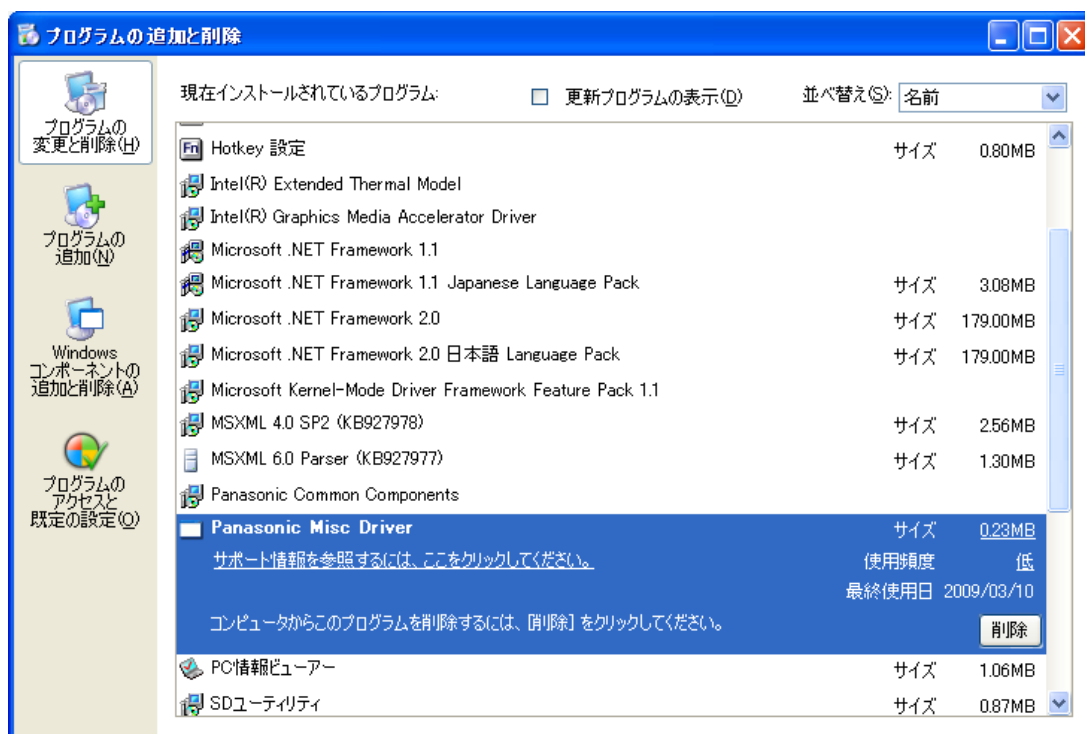 プログラムの追加と削除
プログラムの
変更と削除(H)
プログラムの
追加(N)
Windows
コンポーネントの
追加と削除(A)
プログラムの
アクセスと
既定の設定(O)
現在インストールされているプログラム:
更新プログラムの表示(D)
並べ替え(S):
名前
Fn Hotkey 設定 サイズ 0.80MB
Intel(R) Extended Thermal Model
Intel(R) Graphics Media Accelerator Driver
Microsoft .NET Framework 1.1
Microsoft .NET Framework 1.1 Japanese Language Pack サイズ 3.08MB
Microsoft .NET Framework 2.0 サイズ 179.00MB
Microsoft .NET Framework 2.0 日本語 Language Pack サイズ 179.00MB
Microsoft Kernel-Mode Driver Framework Feature Pack 1.1
MSXML 4.0 SP2 (KB927978) サイズ 2.56MB
MSXML 6.0 Parser (KB927977) サイズ 1.30MB
Panasonic Common Components
Panasonic Misc Driver サイズ 0.23MB
サポート情報を参照するには、ここをクリックしてください。 使用頻度 低
最終使用日 2009/03/10
コンピュータからこのプログラムを削除するには、[削除] をクリックしてください。 削除
PC情報ビューアー サイズ 1.06MB
SDユーティリティ サイズ 0.87MB